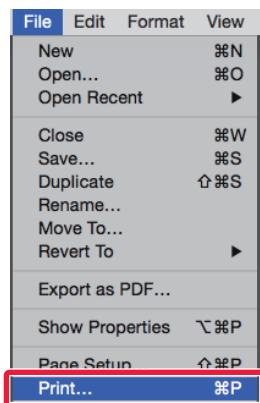 File Edit Format View
New ⌘N
Open... ⌘O
Open Recent ▶
Close ⌘W
Save... ⌘S
Duplicate ⇧⌘S
Rename...
Move To...
Revert To ▶
Export as PDF...
Show Properties ⌥⌘P
Page Setup ⇧⌘P
Print... ⌘P